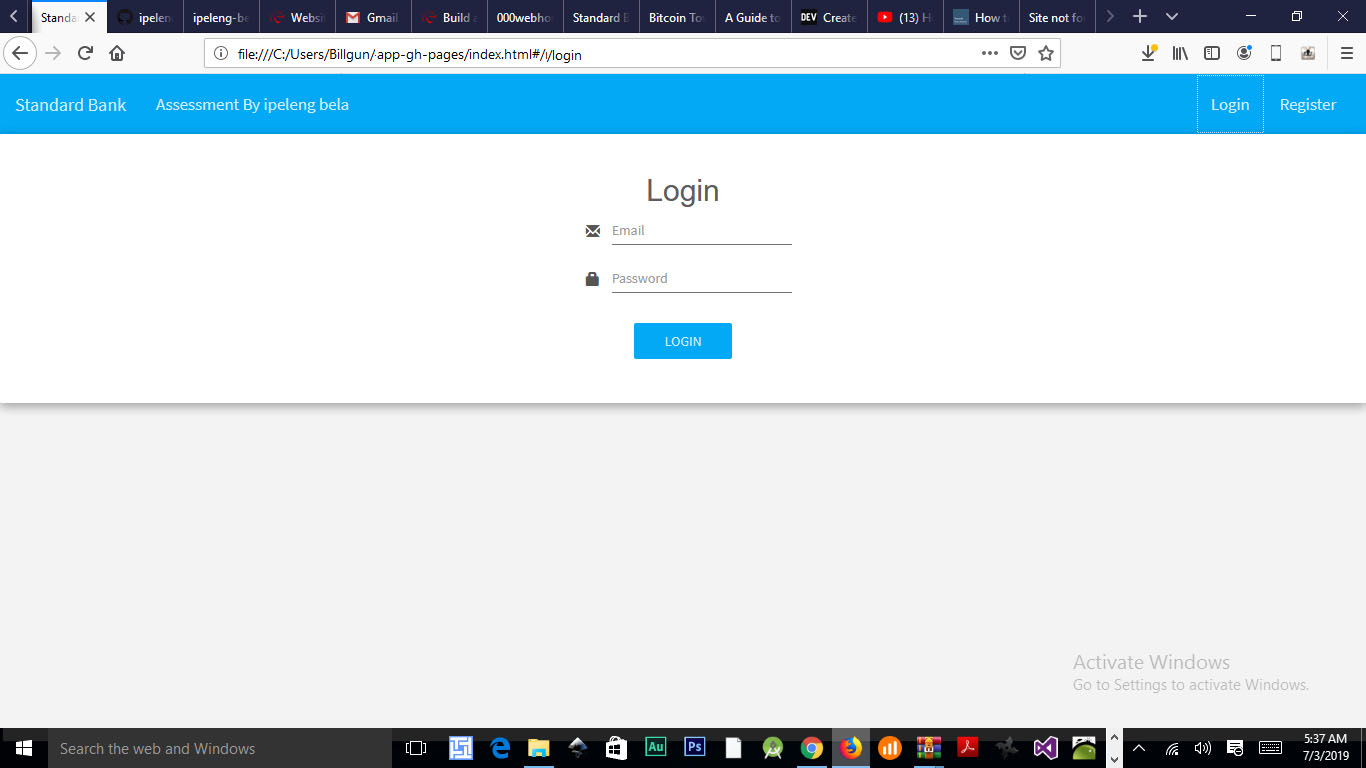 Standa
ipelen
ipeleng-be
Websi
Gmail
Build a
000webho
Standard B
Bitcoin To
A Guide to
DEV Create
(13) H
How t
Site not fo
file:///C:/Users/Billgun/app-gh-pages/index.html#/l/login
Standard Bank
Assessment By ipeleng bela
Login
Register
Login
Email
Password
LOGIN
Activate Windows
Go to Settings to activate Windows.
Search the web and Windows
Au
Ps
5:37 AM
7/3/2019